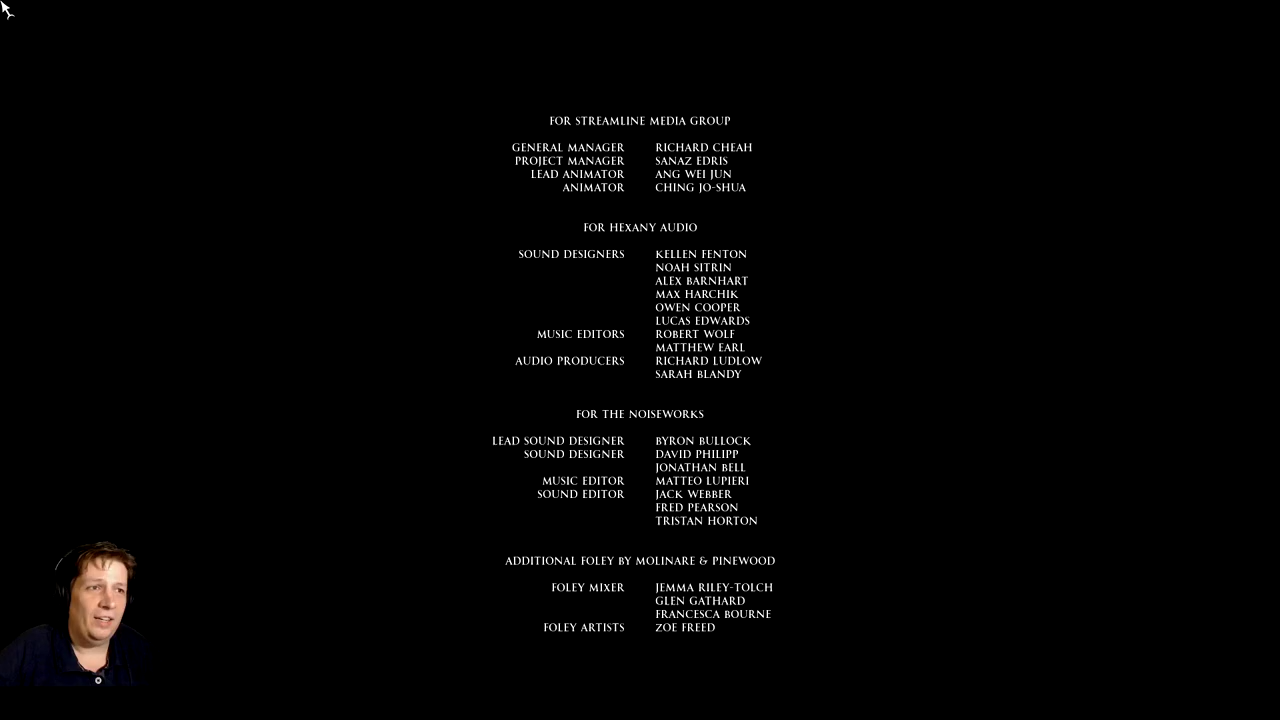 FOR STREAMLINE MEDIA GROUP
GENERAL MANAGER RICHARD CHEAH
PROJECT MANAGER SANAZ EDRIS
LEAD ANIMATOR ANG WEI JUN
ANIMATOR CHING JO-SHUA
FOR HEXANY AUDIO
SOUND DESIGNERS KELLEN FENTON
NOAH SITRIN
ALEX BARNHART
MAX HARCHIK
OWEN COOPER
LUCAS EDWARDS
MUSIC EDITORS ROBERT WOLF
MATTHEW EARL
AUDIO PRODUCERS RICHARD LUDLOW
SARAH BLANDY
FOR THE NOISEWORKS
LEAD SOUND DESIGNER BYRON BULLOCK
SOUND DESIGNER DAVID PHILIPP
JONATHAN BELL
MUSIC EDITOR MATTEO LUPIERI
SOUND EDITOR JACK WEBBER
FRED PEARSON
TRISTAN HORTON
ADDITIONAL FOLEY BY MOLINARE & PINEWOOD
FOLEY MIXER JEMMA RILEY-TOLCH
GLEN GATHARD
FRANCESCA BOURNE
FOLEY ARTISTS ZOE FREED